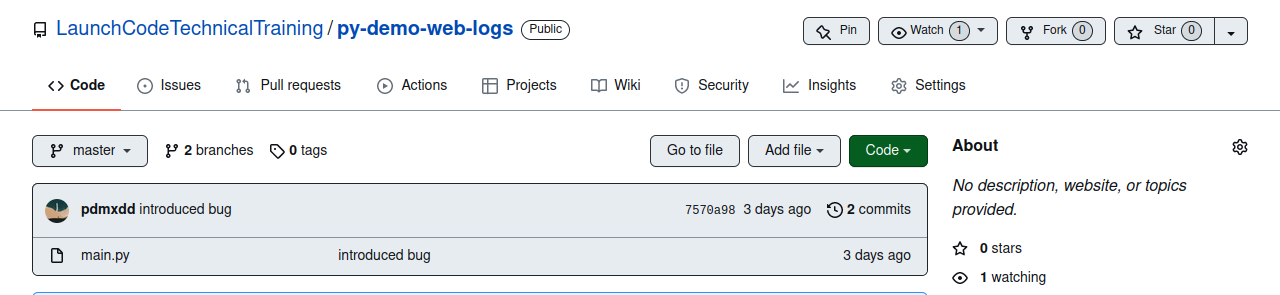 LaunchCodeTechnicalTraining / py-demo-web-logs Public Pin Watch 1 Fork 0 Star 0
Code Issues Pull requests Actions Projects Wiki Security Insights Settings
master 2 branches 0 tags Go to file Add file Code
About
No description, website, or topics
provided.
pdmxdd introduced bug 7570a98 3 days ago 2 commits
main.py introduced bug 3 days ago
0 stars
1 watching